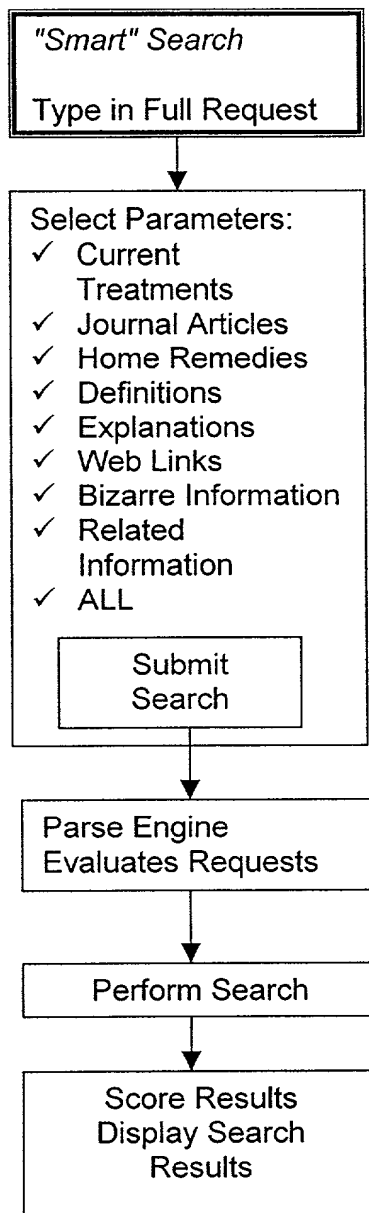 "Smart" Search
Type in Full Request
Select Parameters:
✓ Current
Treatments
✓ Journal Articles
✓ Home Remedies
✓ Definitions
✓ Explanations
✓ Web Links
✓ Bizarre Information
✓ Related
Information
✓ ALL
Submit
Search
Parse Engine
Evaluates Requests
Perform Search
Score Results
Display Search
Results